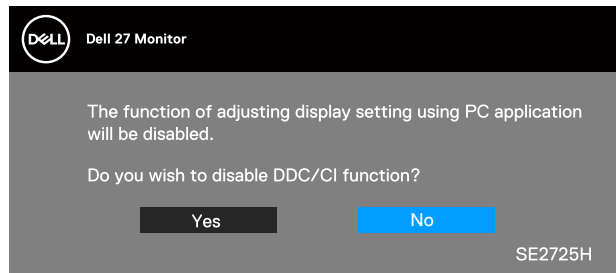 DELL Dell 27 Monitor
The function of adjusting display setting using PC application
will be disabled.
Do you wish to disable DDC/CI function?
Yes No
SE2725H